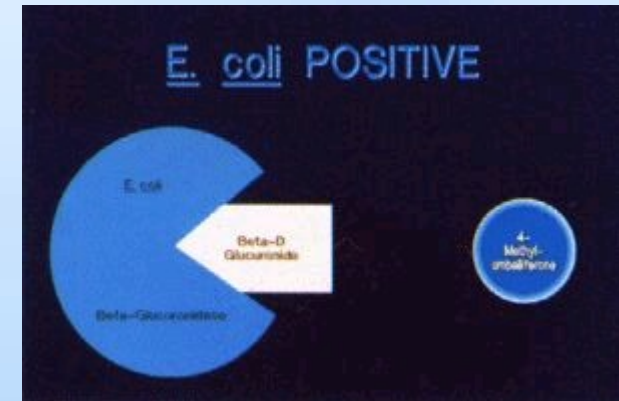 E. coli POSITIVE
E. coli
Beta-D
Glucuronide
4-
Methyl-
umbelliferone
Beta-Glucuronidase